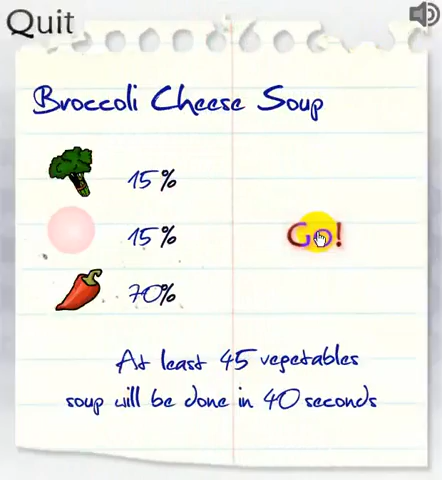 Quit
Broccoli Cheese Soup
15%
15%
Go!
70%
At least 45 vegetables
soup will be done in 40 seconds